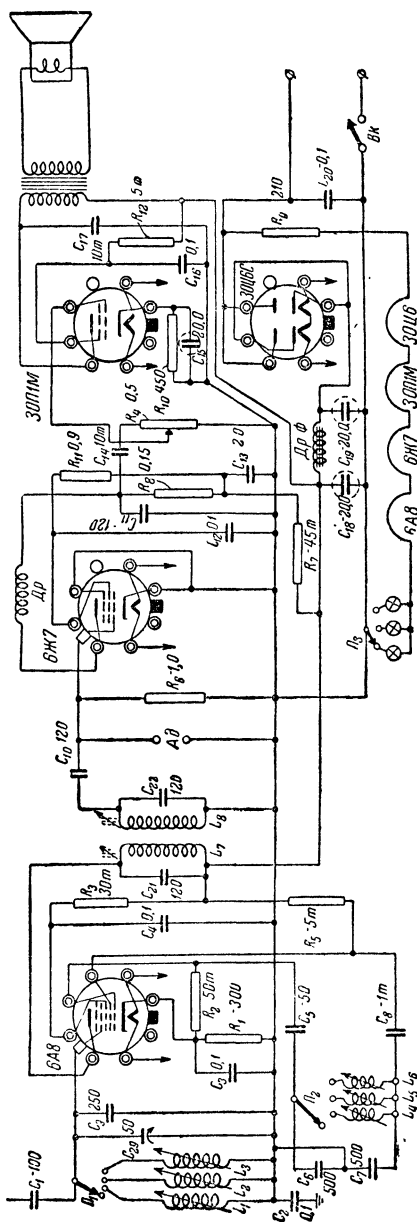 C₁-100
П₁
C₂₉
50
C₃ 250
L₁
L₂
L₃
C₂
0,1
6А8
C₃ 0,1
R₁-300
R₂ 50т
C₅-50
П₂
C₆
500
C₇ 500
L₄ L₅ L₆
C₈-1т
R₃
30т
C₄ 0,1
R₅-5т
C₂₁
120
L₇
C₂₂
120
L₈
C₁₀ 120
Ад
R₆-1,0
6Ж7
Др
C₁₂ 01
C₁₁-120
R₈ 0,15
R₁₁ 0,9
C₁₄ 10т
R₇-45т
C₁₃ 20
R₉ 0,5
30П1М
R₁₀ 450
C₁₅ 20,0
C₁₆ 0,1
C₁₇
10т
R₁₂ 5т
Др Ф
C₁₈-20,0
C₁₉-20,0
30Ц6С
210
C₂₀-0,1
Вк
П₃
6А8
6Ж7
30П1М
30Ц6